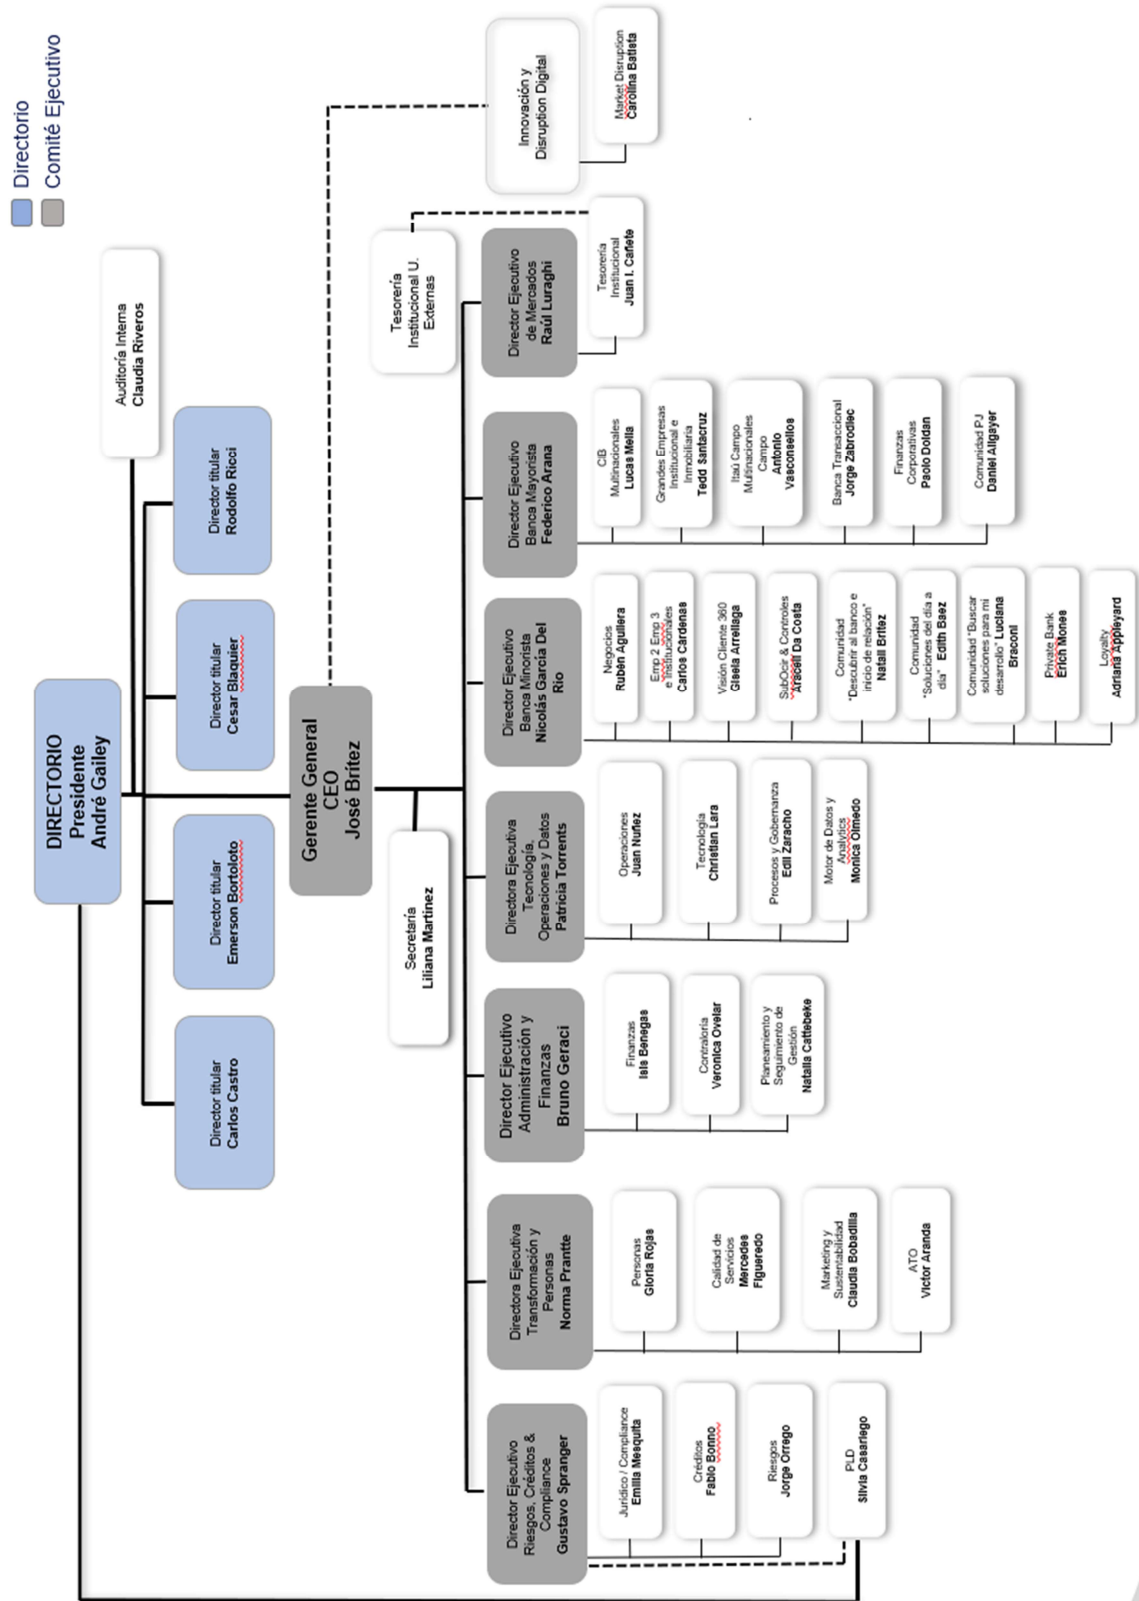 Directorio
Comité Ejecutivo
DIRECTORIO
Presidente
André Gailey
Auditoría Interna
Claudia Riveros
Director titular
Carlos Castro
Director titular
Emerson Bortoloto
Director titular
Cesar Blaquier
Director titular
Rodolfo Ricci
Gerente General
CEO
José Britez
Secretaría
Liliana Martinez
Tesorería
Institucional U.
Externas
Innovación y
Disruption Digital
Market Disruption
Carolina Batista
Director Ejecutivo
Riesgos, Créditos &
Compliance
Gustavo Spranger
Jurídico / Compliance
Emilia Mesquita
Créditos
Fabio Bonno
Riesgos
Jorge Orrego
PLD
Silvia Casariego
Directora Ejecutiva
Transformación y
Personas
Norma Prantte
Personas
Gloria Rojas
Calidad de
Servicios
Mercedes
Figueredo
Marketing y
Sustentabilidad
Claudia Bobadilla
ATO
Victor Aranda
Director Ejecutivo
Administración y
Finanzas
Bruno Geraci
Finanzas
Isis Benegas
Contraloría
Veronica Ovelar
Planeamiento y
Seguimiento de
Gestión
Natalia Cattebeke
Directora Ejecutiva
Tecnología,
Operaciones y Datos
Patricia Torrents
Operaciones
Juan Nuñez
Tecnología
Christian Lara
Procesos y Gobernanza
Edil Zaracho
Motor de Datos y
Analytics
Monica Olmedo
Director Ejecutivo
Banca Minorista
Nicolás García Del
Rio
Negocios
Rubén Aguilera
Emp 2 Emp 3
e Institucionales
Carlos Cardenas
Visión Cliente 360
Gisela Arrellaga
SubOcir & Controles
Araceli Da Costa
Comunidad
"Descubrir al banco e
inicio de relación"
Natali Britez
Comunidad
"Soluciones del día a
día" Edith Baez
Comunidad "Buscar
soluciones para mi
desarrollo" Luciana
Braconi
Private Bank
Erich Mones
Loyalty
Adriana Appleyard
Director Ejecutivo
Banca Mayorista
Federico Arana
CIB
Multinacionales
Lucas Mella
Grandes Empresas
Institucional e
Inmobiliaria
Tedd Santacruz
Itaú Campo
Multinacionales
Campo
Antonio
Vasconsellos
Banca Transaccional
Jorge Zabrodiec
Finanzas
Corporativas
Paolo Doldan
Comunidad PJ
Daniel Allgayer
Director Ejecutivo
de Mercados
Raúl Luraghi
Tesorería
Institucional
Juan I. Cañete